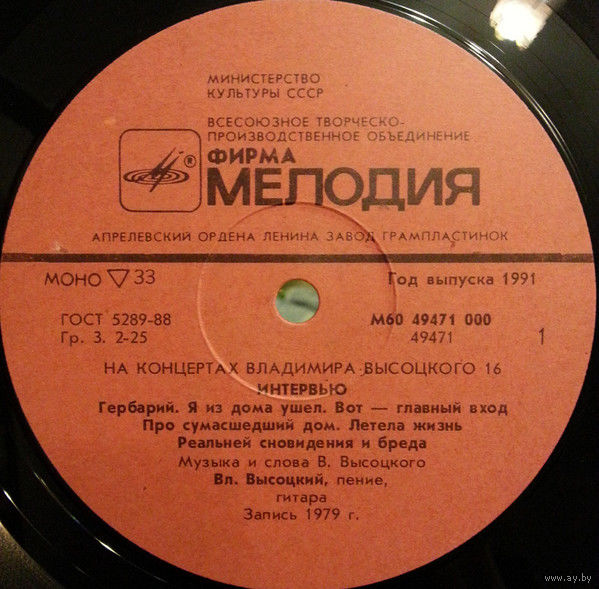 МИНИСТЕРСТВО
КУЛЬТУРЫ СССР
ВСЕСОЮЗНОЕ ТВОРЧЕСКО-
ПРОИЗВОДСТВЕННОЕ ОБЪЕДИНЕНИЕ
®
ФИРМА
МЕЛОДИЯ
АПРЕЛЕВСКИЙ ОРДЕНА ЛЕНИНА ЗАВОД ГРАМПЛАСТИНОК
МОНО ▽ 33
Год выпуска 1991
ГОСТ 5289-88
М60 49471 000
Гр. 3. 2-25
49471
1
НА КОНЦЕРТАХ ВЛАДИМИРА ВЫСОЦКОГО 16
ИНТЕРВЬЮ
Гербарий. Я из дома ушел. Вот — главный вход
Про сумасшедший дом. Летела жизнь
Реальней сновидения и бреда
Музыка и слова В. Высоцкого
Вл. Высоцкий, пение,
гитара
Запись 1979 г.
www.ay.by